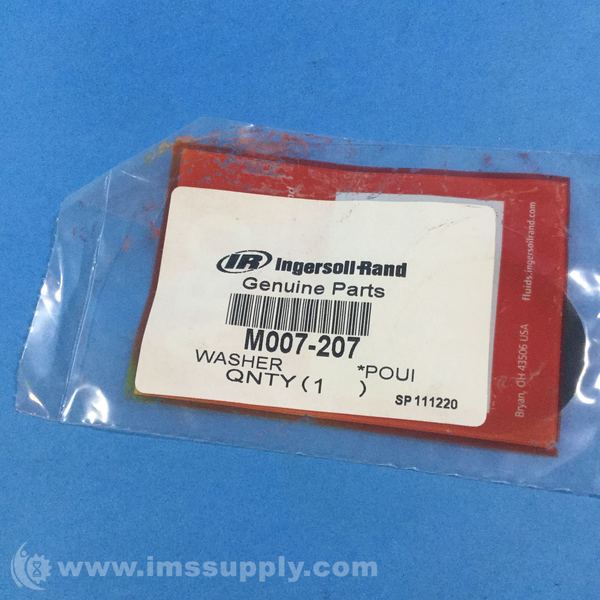 IR Ingersoll-Rand
Genuine Parts
M007-207
WASHER *POUI
QNTY (1 )
SP 111220
fluids.ingersollrand.com
Bryan, OH 43506 USA
www.imssupply.com